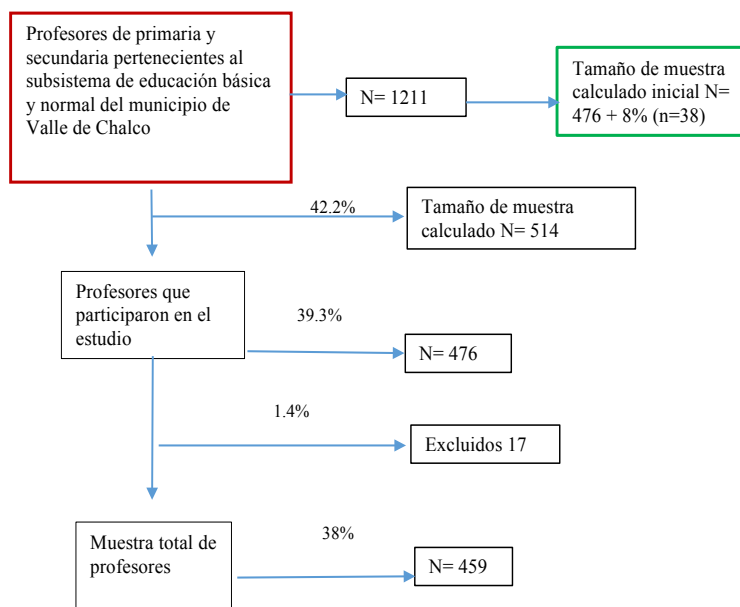 Profesores de primaria y
secundaria pertenecientes al
subsistema de educación básica
y normal del municipio de
Valle de Chalco
N= 1211
Tamaño de muestra
calculado inicial N=
476 + 8% (n=38)
42.2%
Tamaño de muestra
calculado N= 514
Profesores que
participaron en el
estudio
39.3%
N= 476
1.4%
Excluidos 17
Muestra total de
profesores
38%
N= 459